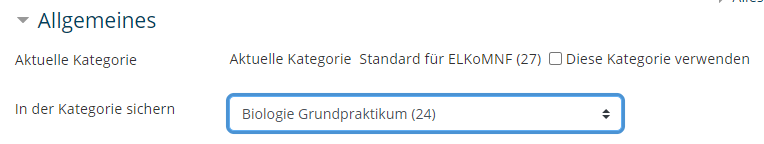 Allgemeines
Aktuelle Kategorie Aktuelle Kategorie Standard für ELKoMNF (27) Diese Kategorie verwenden
In der Kategorie sichern Biologie Grundpraktikum (24)